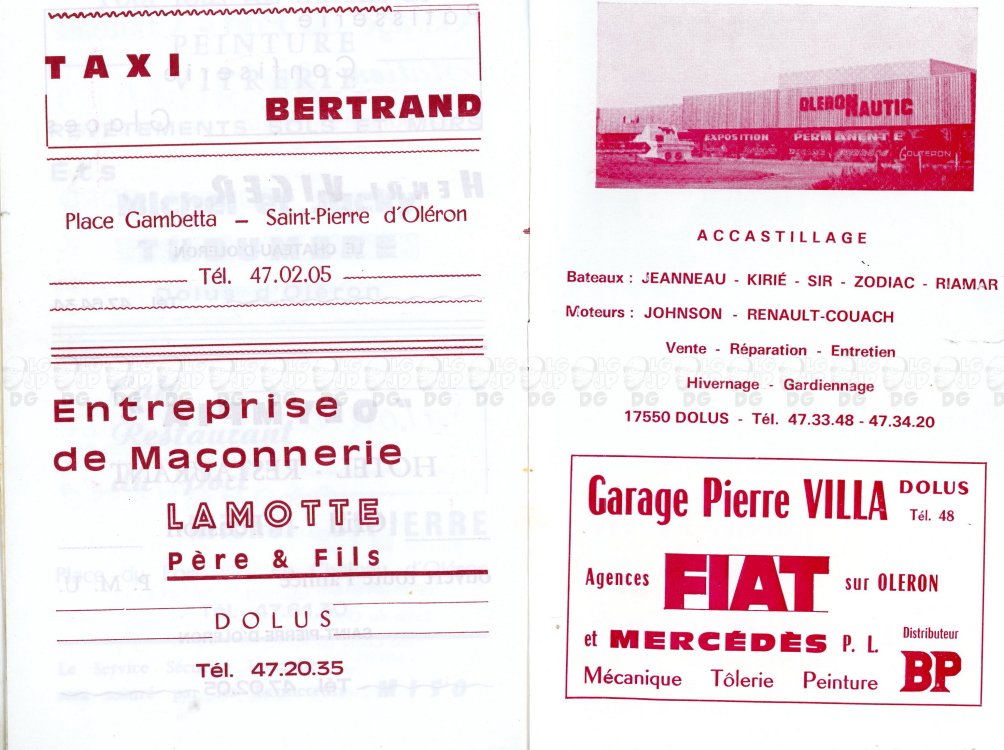 TAXI
BERTRAND
Place Gambetta — Saint-Pierre d'Oléron
Tél. 47.02.05
Entreprise
de Maçonnerie
LAMOTTE
Père & Fils
DOLUS
Tél. 47.20.35
OLERON NAUTIC
EXPOSITION PERMANENTE
GOUTERON
ACCASTILLAGE
Bateaux : JEANNEAU - KIRIÉ - SIR - ZODIAC - RIAMAR
Moteurs : JOHNSON - RENAULT-COUACH
Vente - Réparation - Entretien
Hivernage - Gardiennage
17550 DOLUS - Tél. 47.33.48 - 47.34.20
Garage Pierre VILLA DOLUS
Tél. 48
Agences FIAT sur OLERON
et MERCÉDÈS P. L.
Distributeur
BP
Mécanique Tôlerie Peinture